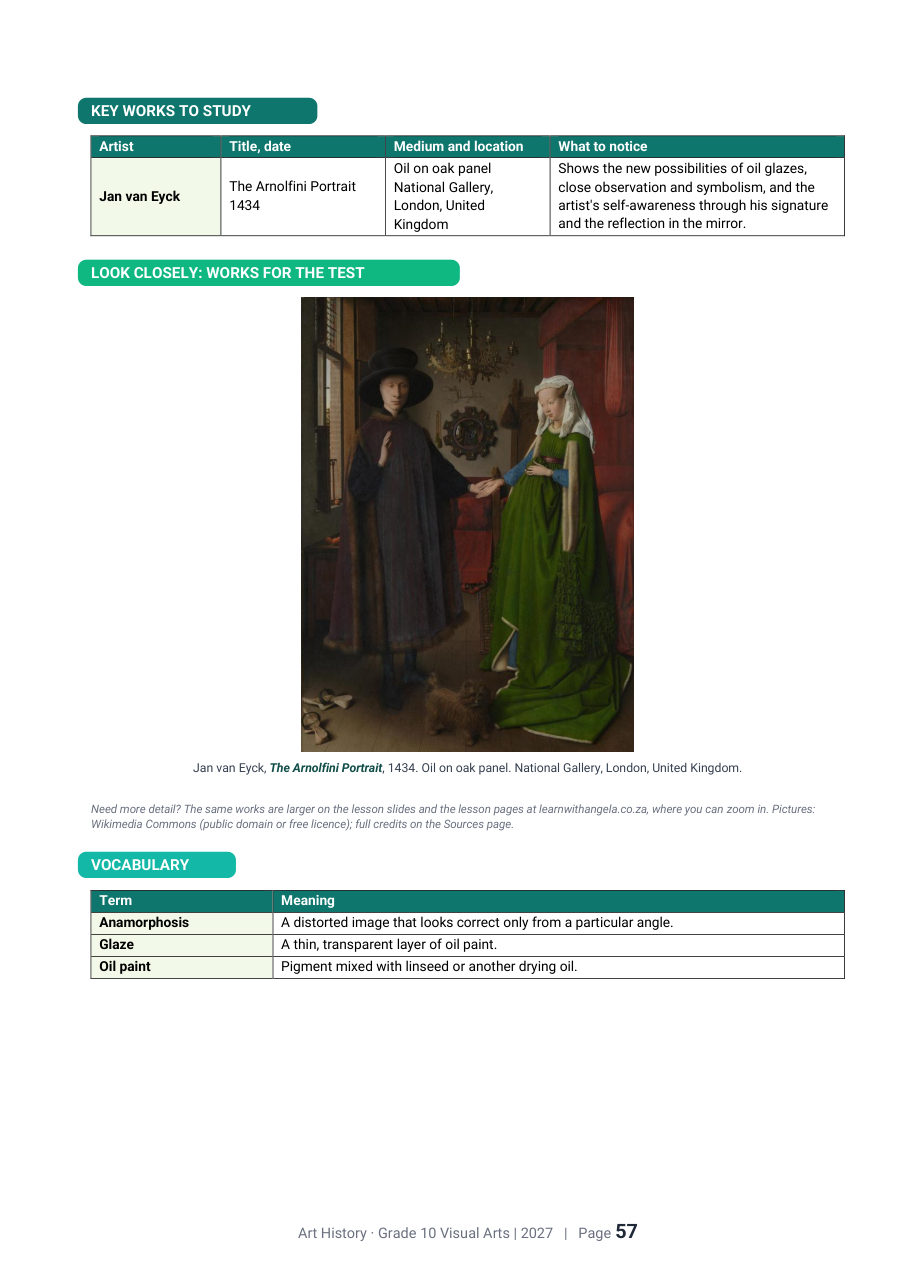 KEY WORKS TO STUDY
Artist
Title, date
Medium and location
What to notice
Jan van Eyck
The Arnolfini Portrait
1434
Oil on oak panel
National Gallery,
London, United
Kingdom
Shows the new possibilities of oil glazes,
close observation and symbolism, and the
artist's self-awareness through his signature
and the reflection in the mirror.
LOOK CLOSELY: WORKS FOR THE TEST
Jan van Eyck, The Arnolfini Portrait, 1434. Oil on oak panel. National Gallery, London, United Kingdom.
Need more detail? The same works are larger on the lesson slides and the lesson pages at learnwithangela.co.za, where you can zoom in. Pictures:
Wikimedia Commons (public domain or free licence); full credits on the Sources page.
VOCABULARY
Term
Meaning
Anamorphosis
A distorted image that looks correct only from a particular angle.
Glaze
A thin, transparent layer of oil paint.
Oil paint
Pigment mixed with linseed or another drying oil.
Art History · Grade 10 Visual Arts | 2027 | Page 57